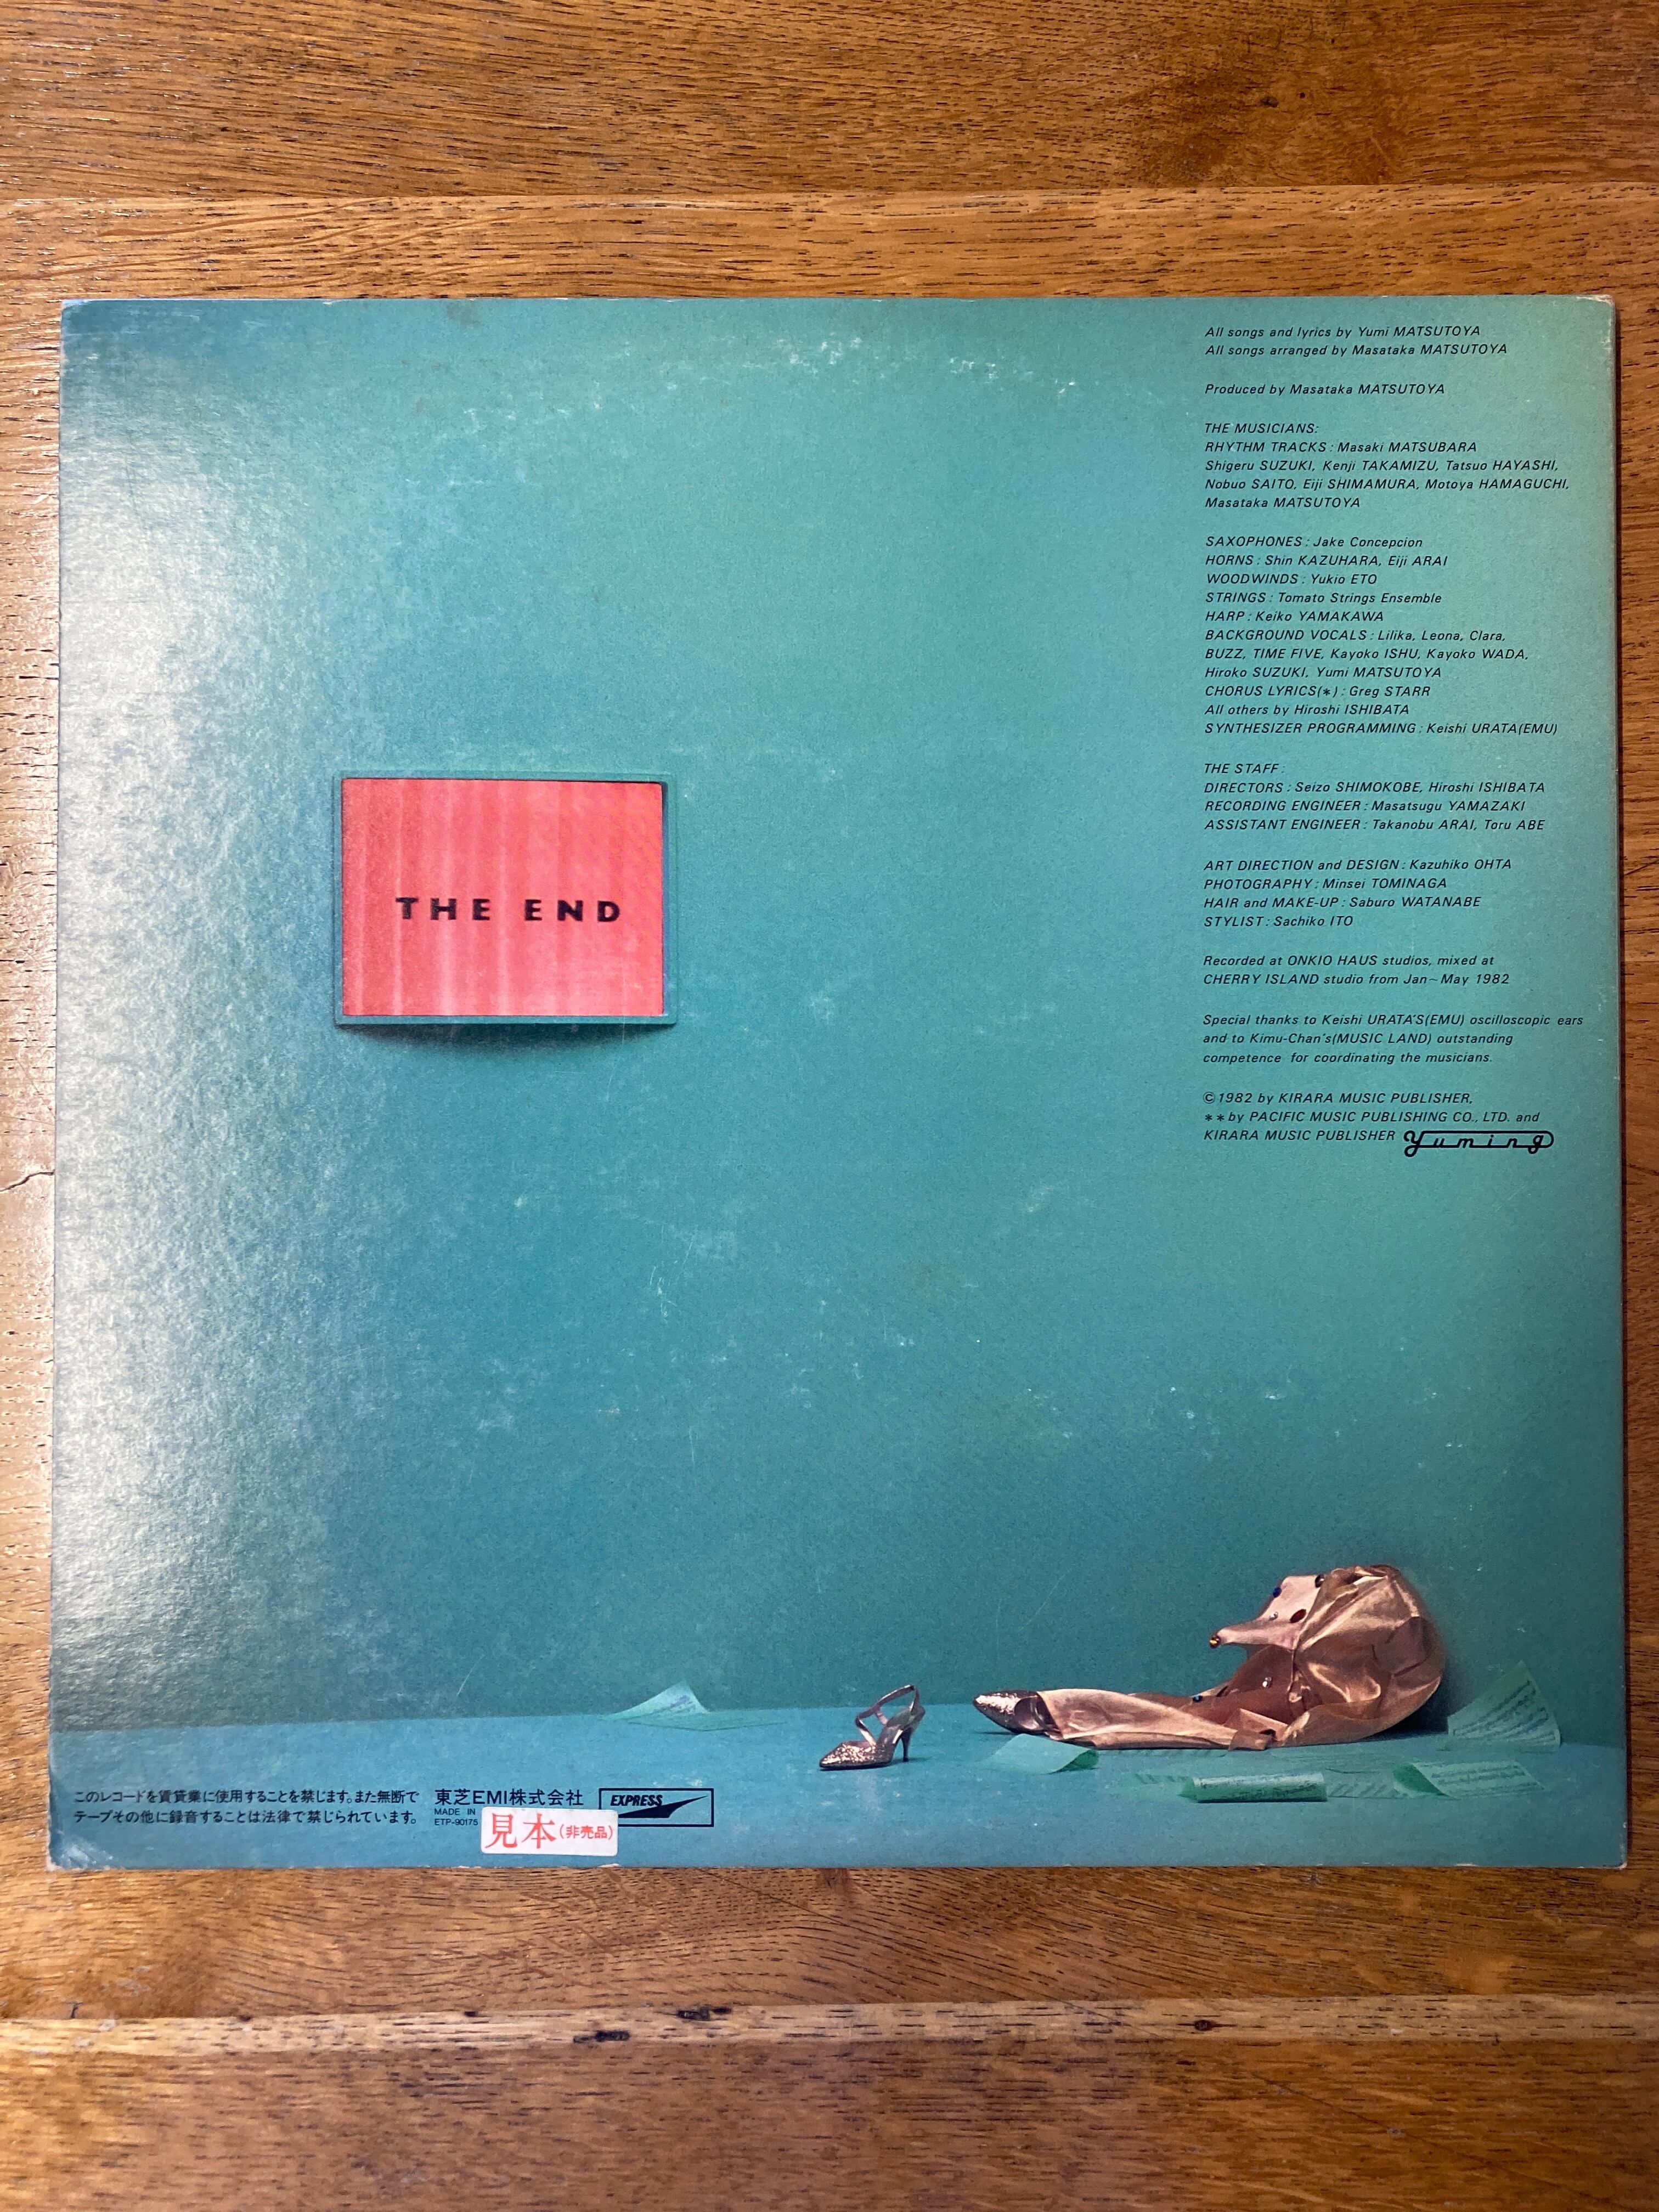 All songs and lyrics by Yumi MATSUTOYA
All songs arranged by Masataka MATSUTOYA
Produced by Masataka MATSUTOYA
THE MUSICIANS:
RHYTHM TRACKS : Masaki MATSUBARA
Shigeru SUZUKI, Kenji TAKAMIZU, Tatsuo HAYASHI,
Nobuo SAITO, Eiji SHIMAMURA, Motoya HAMAGUCHI,
Masataka MATSUTOYA
SAXOPHONES : Jake Concepcion
HORNS : Shin KAZUHARA, Eiji ARAI
WOODWINDS : Yukio ETO
STRINGS : Tomato Strings Ensemble
HARP : Keiko YAMAKAWA
BACKGROUND VOCALS : Lilika, Leona, Clara,
BUZZ, TIME FIVE, Kayoko ISHU, Kayoko WADA,
Hiroko SUZUKI, Yumi MATSUTOYA
CHORUS LYRICS(*) : Greg STARR
All others by Hiroshi ISHIBATA
SYNTHESIZER PROGRAMMING : Keishi URATA(EMU)
THE STAFF :
DIRECTORS : Seizo SHIMOKOBE, Hiroshi ISHIBATA
RECORDING ENGINEER : Masatsugu YAMAZAKI
ASSISTANT ENGINEER : Takanobu ARAI, Toru ABE
ART DIRECTION and DESIGN : Kazuhiko OHTA
PHOTOGRAPHY : Minsei TOMINAGA
HAIR and MAKE-UP : Saburo WATANABE
STYLIST : Sachiko ITO
Recorded at ONKIO HAUS studios, mixed at
CHERRY ISLAND studio from Jan~May 1982
Special thanks to Keishi URATA'S(EMU) oscilloscopic ears
and to Kimu-Chan's(MUSIC LAND) outstanding
competence for coordinating the musicians.
©1982 by KIRARA MUSIC PUBLISHER,
**by PACIFIC MUSIC PUBLISHING CO., LTD. and
KIRARA MUSIC PUBLISHER yuming
THE END
このレコードを賃貸業に使用することを禁じます。また無断で
テープその他に録音することは法律で禁じられています。
東芝EMI株式会社
MADE IN
ETP-90175
見本(非売品)
EXPRESS